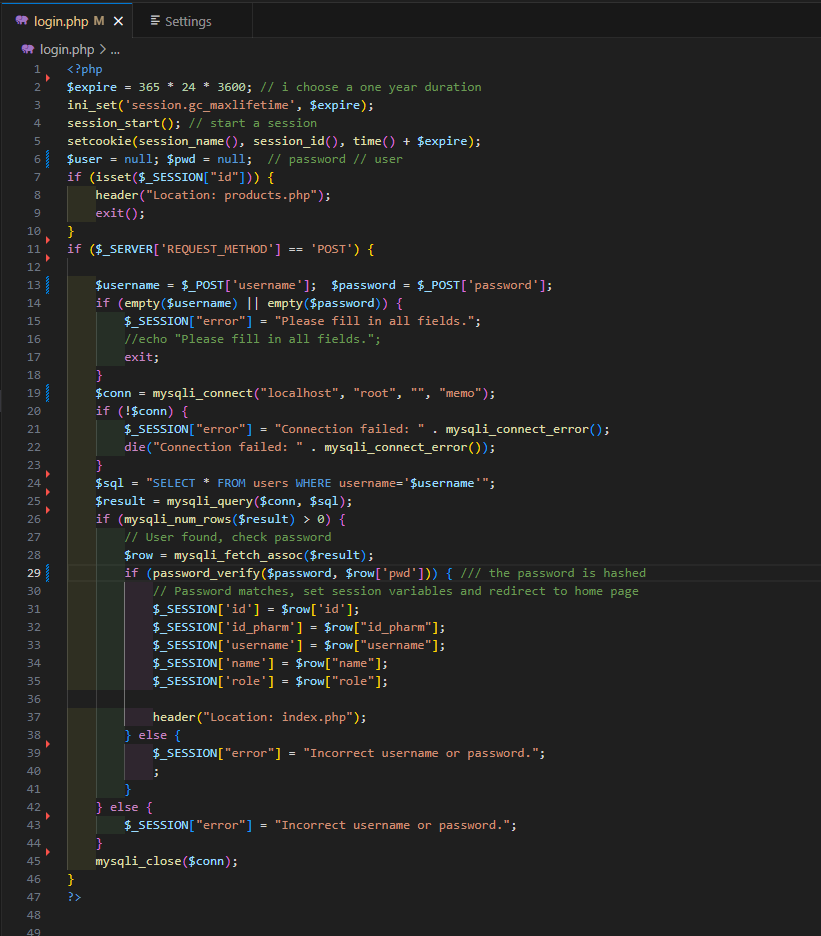 login.php M × Settings
login.php > ...
1 <?php
2 $expire = 365 * 24 * 3600; // i choose a one year duration
3 ini_set('session.gc_maxlifetime', $expire);
4 session_start(); // start a session
5 setcookie(session_name(), session_id(), time() + $expire);
6 $user = null; $pwd = null;  // password // user
7 if (isset($_SESSION["id"])) {
8     header("Location: products.php");
9     exit();
10 }
11 if ($_SERVER['REQUEST_METHOD'] == 'POST') {
12
13     $username = $_POST['username'];  $password = $_POST['password'];
14     if (empty($username) || empty($password)) {
15         $_SESSION["error"] = "Please fill in all fields.";
16         //echo "Please fill in all fields.";
17         exit;
18     }
19     $conn = mysqli_connect("localhost", "root", "", "memo");
20     if (!$conn) {
21         $_SESSION["error"] = "Connection failed: " . mysqli_connect_error();
22         die("Connection failed: " . mysqli_connect_error());
23     }
24     $sql = "SELECT * FROM users WHERE username='$username'";
25     $result = mysqli_query($conn, $sql);
26     if (mysqli_num_rows($result) > 0) {
27         // User found, check password
28         $row = mysqli_fetch_assoc($result);
29         if (password_verify($password, $row['pwd'])) { /// the password is hashed
30             // Password matches, set session variables and redirect to home page
31             $_SESSION['id'] = $row['id'];
32             $_SESSION['id_pharm'] = $row["id_pharm"];
33             $_SESSION['username'] = $row["username"];
34             $_SESSION['name'] = $row["name"];
35             $_SESSION['role'] = $row["role"];
36
37             header("Location: index.php");
38         } else {
39             $_SESSION["error"] = "Incorrect username or password.";
40             ;
41         }
42     } else {
43         $_SESSION["error"] = "Incorrect username or password.";
44     }
45     mysqli_close($conn);
46 }
47 ?>
48
49